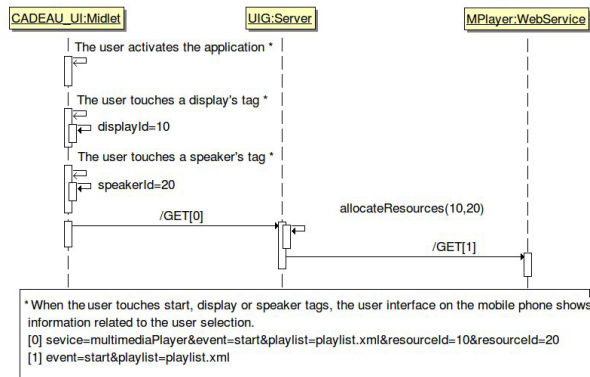 CADEAU_UI:Midlet
UIG:Server
MPlayer:WebService
The user activates the application *
The user touches a display's tag *
displayId=10
The user touches a speaker's tag *
speakerId=20
/GET[0]
allocateResources(10,20)
/GET[1]
* When the user touches start, display or speaker tags, the user interface on the mobile phone shows
information related to the user selection.
[0] sevice=multimediaPlayer&event=start&playlist=playlist.xml&resourceId=10&resourceId=20
[1] event=start&playlist=playlist.xml